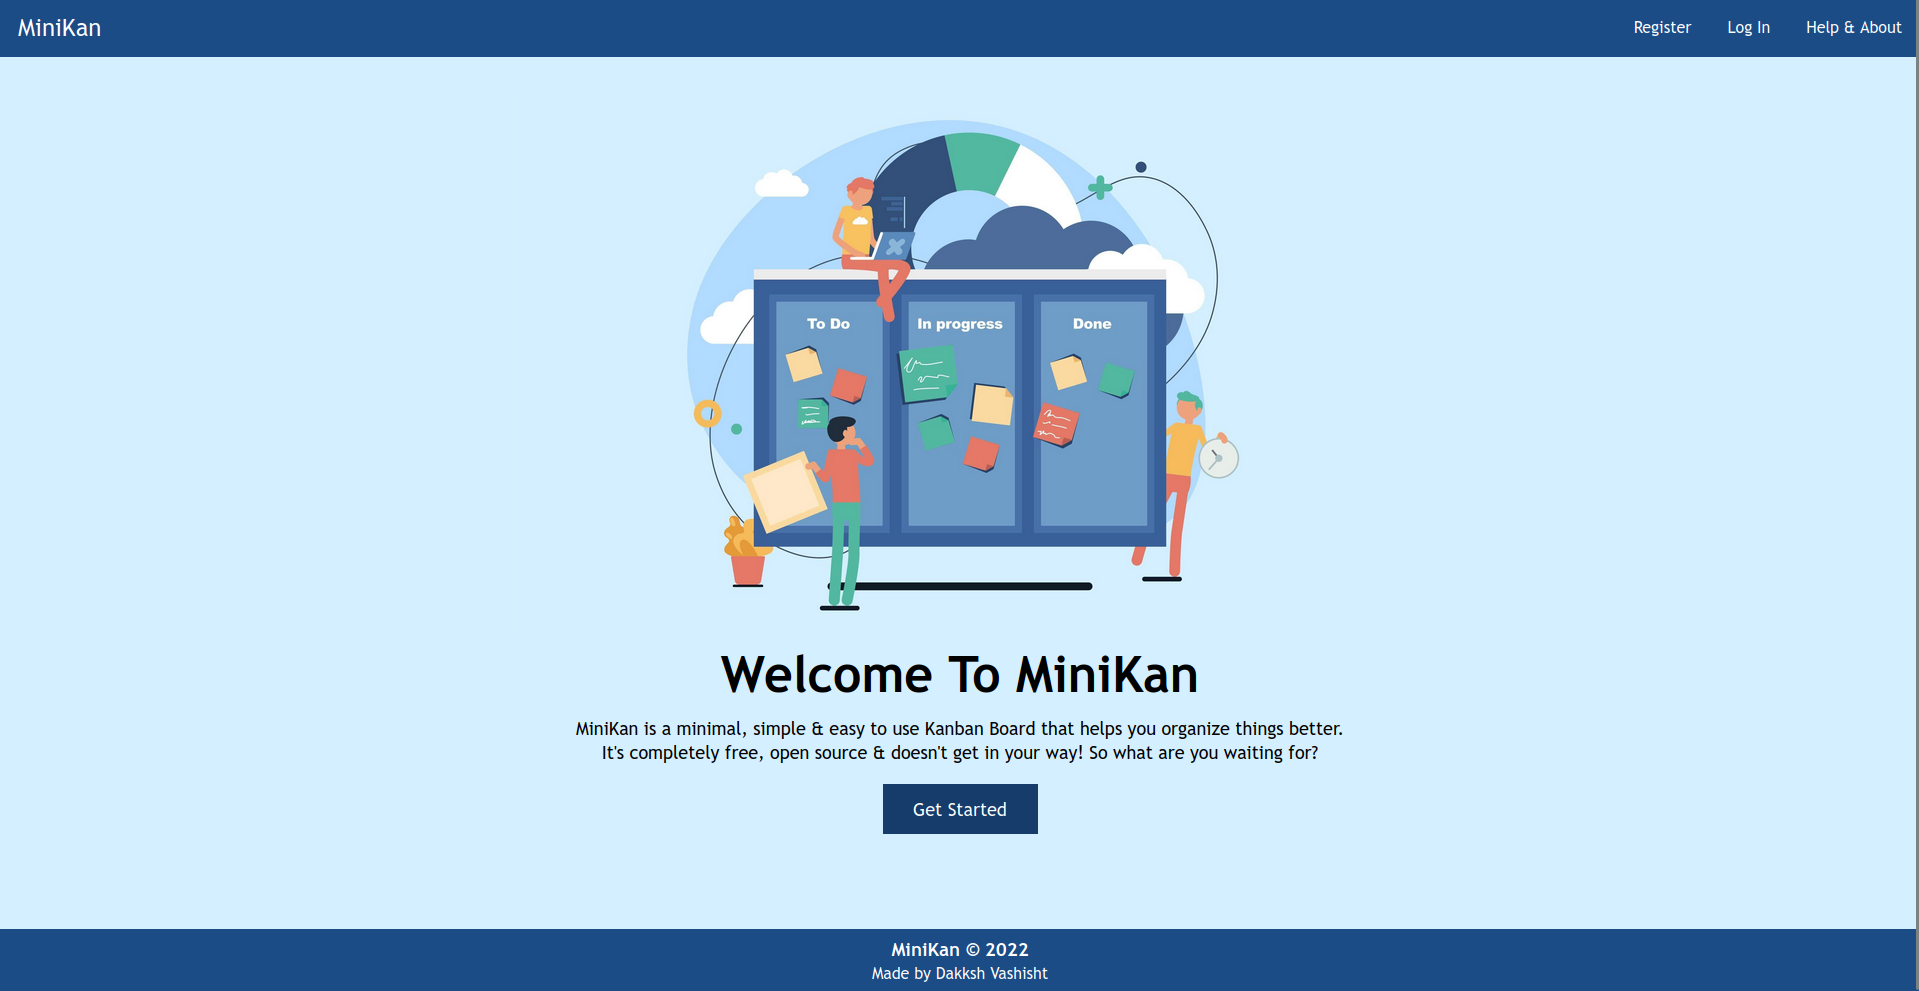 MiniKan
Register
Log In
Help & About
To Do
In progress
Done
Welcome To MiniKan
MiniKan is a minimal, simple & easy to use Kanban Board that helps you organize things better.
It's completely free, open source & doesn't get in your way! So what are you waiting for?
Get Started
MiniKan © 2022
Made by Dakksh Vashisht